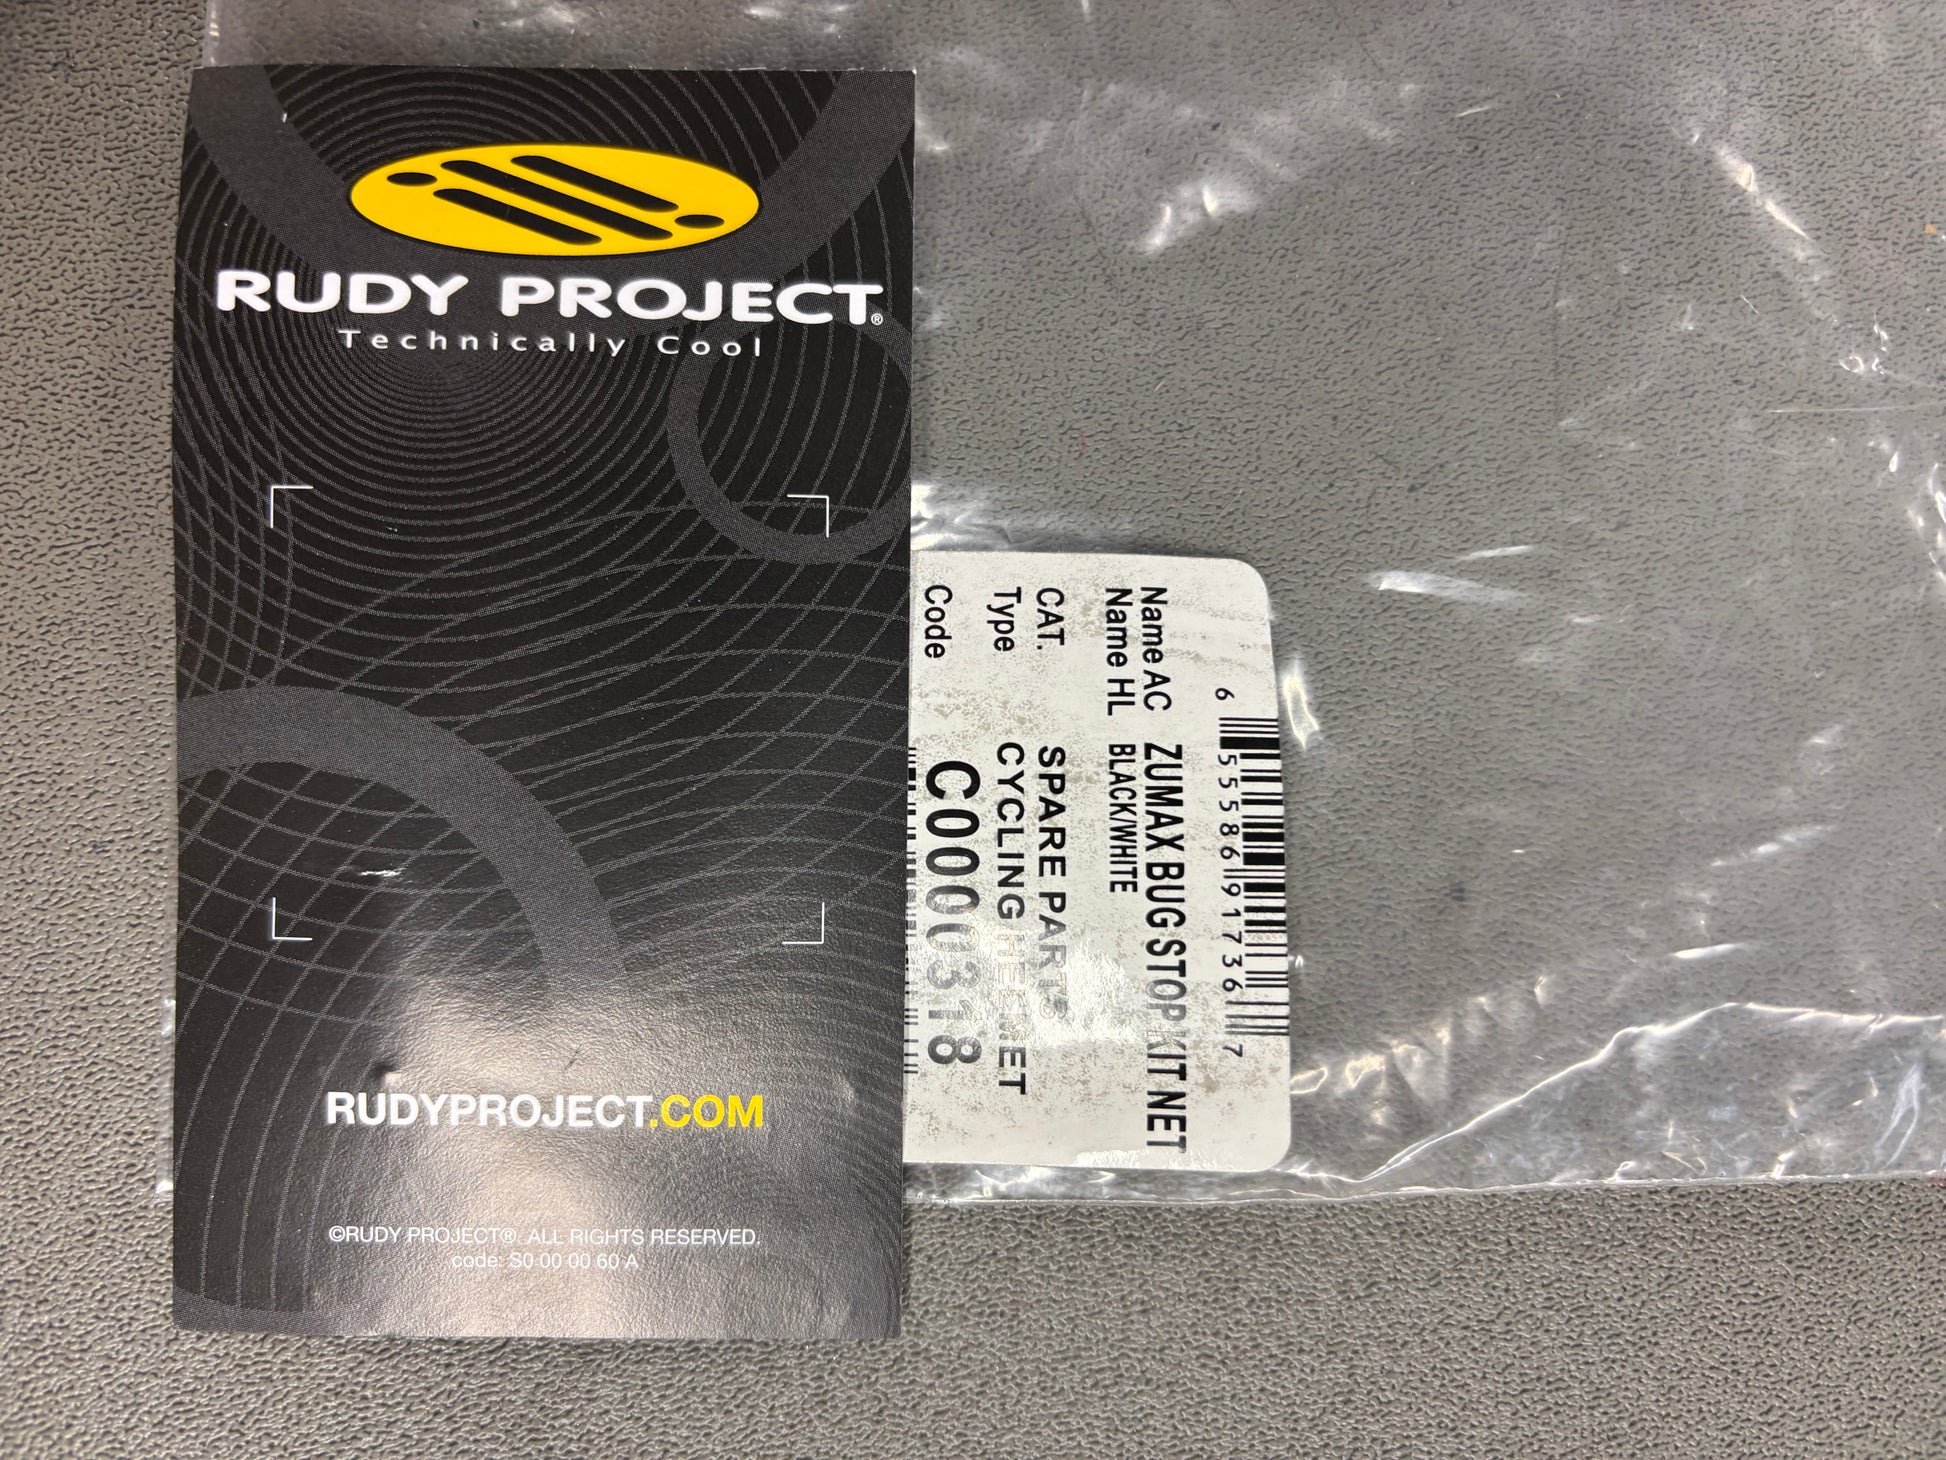 RUDY PROJECT®
Technically Cool
RUDYPROJECT.COM
©RUDY PROJECT®. ALL RIGHTS RESERVED.
code: S0 00 00 60 A
6 555869 917367
Name AC ZUMAX BUG STOP KIT NET
Name HL BLACK/WHITE
CAT. SPARE PARTS
Type CYCLING HELMET
Code C0000318